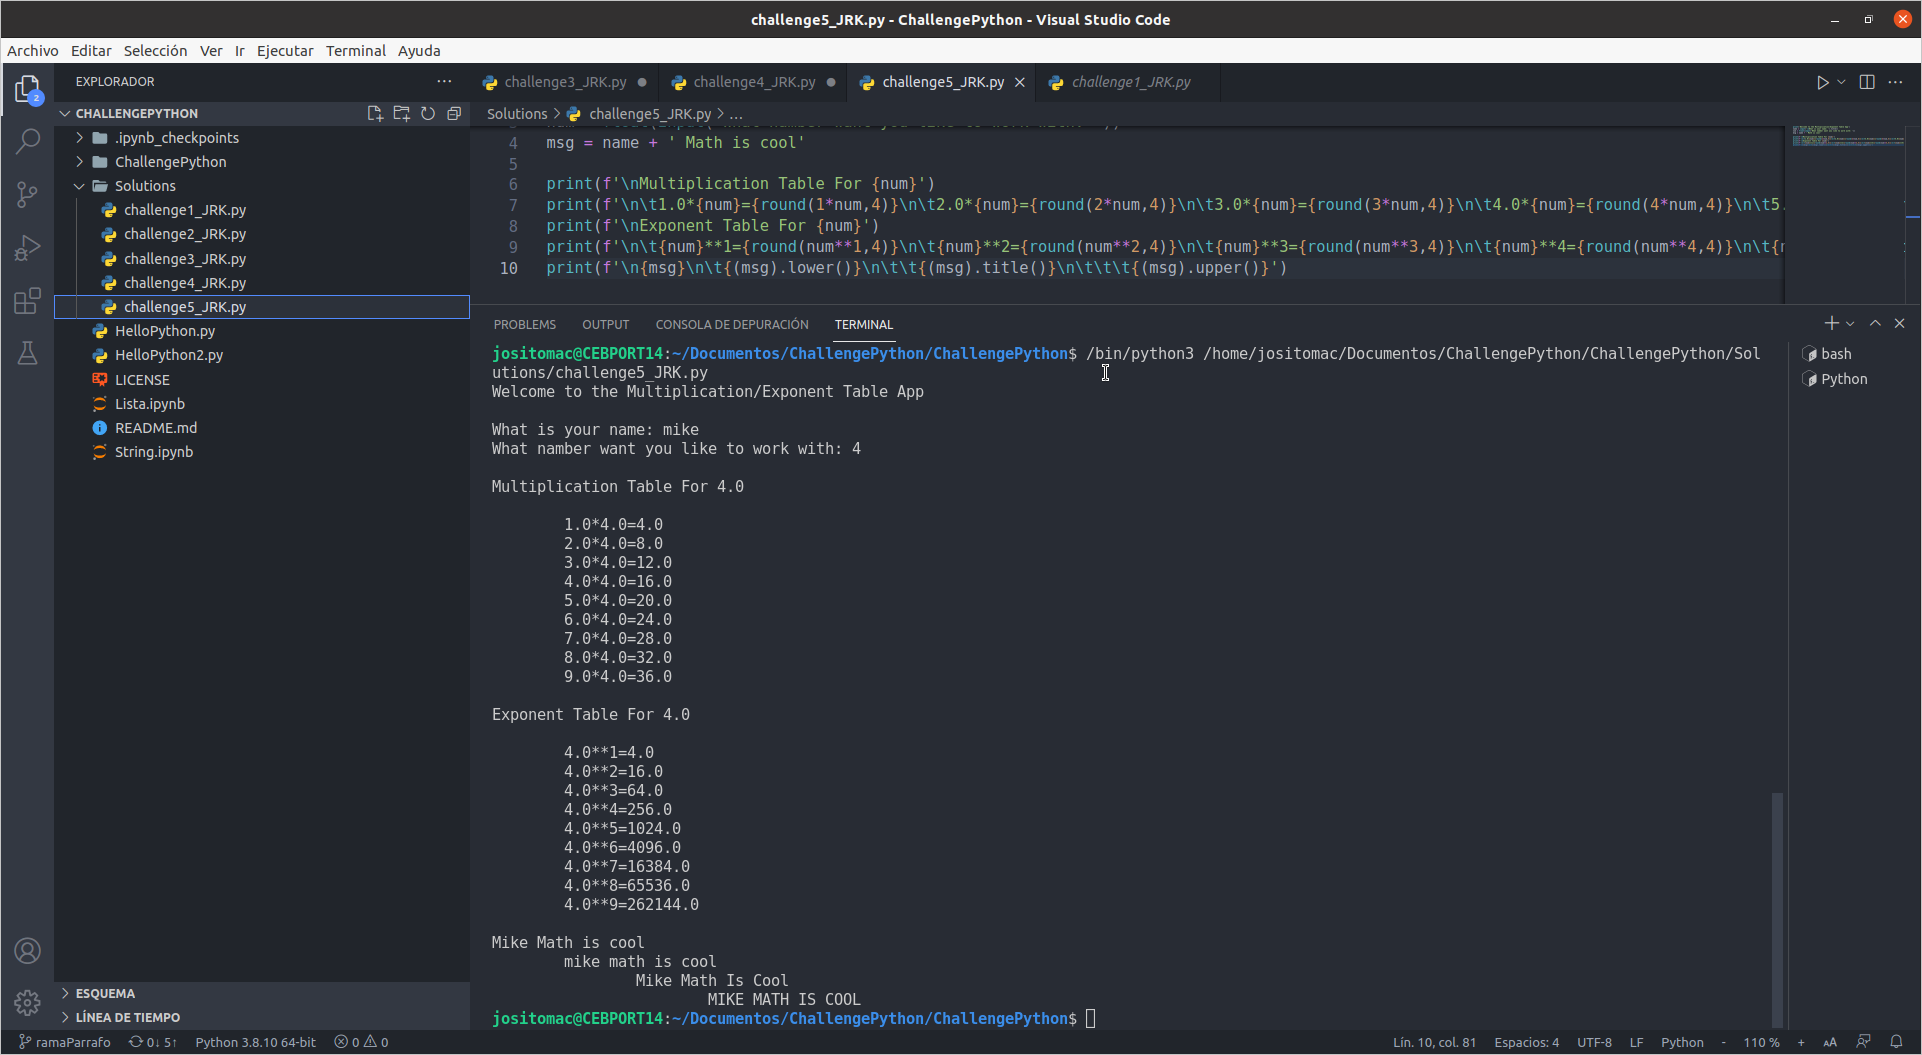 challenge5_JRK.py - ChallengePython - Visual Studio Code
Archivo Editar Selección Ver Ir Ejecutar Terminal Ayuda
EXPLORADOR
challenge3_JRK.py challenge4_JRK.py challenge5_JRK.py challenge1_JRK.py
2
CHALLENGEPYTHON
Solutions > challenge5_JRK.py > ...
.ipynb_checkpoints
ChallengePython
Solutions
challenge1_JRK.py
challenge2_JRK.py
challenge3_JRK.py
challenge4_JRK.py
challenge5_JRK.py
HelloPython.py
HelloPython2.py
LICENSE
Lista.ipynb
README.md
String.ipynb
ESQUEMA
LÍNEA DE TIEMPO
4 msg = name + ' Math is cool'
5
6 print(f'\nMultiplication Table For {num}')
7 print(f'\n\t1.0*{num}={round(1*num,4)}\n\t2.0*{num}={round(2*num,4)}\n\t3.0*{num}={round(3*num,4)}\n\t4.0*{num}={round(4*num,4)}\n\t5.
8 print(f'\nExponent Table For {num}')
9 print(f'\n\t{num}**1={round(num**1,4)}\n\t{num}**2={round(num**2,4)}\n\t{num}**3={round(num**3,4)}\n\t{num}**4={round(num**4,4)}\n\t{
10 print(f'\n{msg}\n\t{(msg).lower()}\n\t\t{(msg).title()}\n\t\t\t{(msg).upper()}')
PROBLEMS OUTPUT CONSOLA DE DEPURACIÓN TERMINAL
bash
Python
jositomac@CEBPORT14:~/Documentos/ChallengePython/ChallengePython$ /bin/python3 /home/jositomac/Documentos/ChallengePython/ChallengePython/Sol
utions/challenge5_JRK.py
Welcome to the Multiplication/Exponent Table App
What is your name: mike
What namber want you like to work with: 4
Multiplication Table For 4.0
1.0*4.0=4.0
2.0*4.0=8.0
3.0*4.0=12.0
4.0*4.0=16.0
5.0*4.0=20.0
6.0*4.0=24.0
7.0*4.0=28.0
8.0*4.0=32.0
9.0*4.0=36.0
Exponent Table For 4.0
4.0**1=4.0
4.0**2=16.0
4.0**3=64.0
4.0**4=256.0
4.0**5=1024.0
4.0**6=4096.0
4.0**7=16384.0
4.0**8=65536.0
4.0**9=262144.0
Mike Math is cool
mike math is cool
Mike Math Is Cool
MIKE MATH IS COOL
jositomac@CEBPORT14:~/Documentos/ChallengePython/ChallengePython$
ramaParrafo 0↓ 5↑ Python 3.8.10 64-bit 0 0 Lín. 10, col. 81 Espacios: 4 UTF-8 LF Python - 110 % + AA